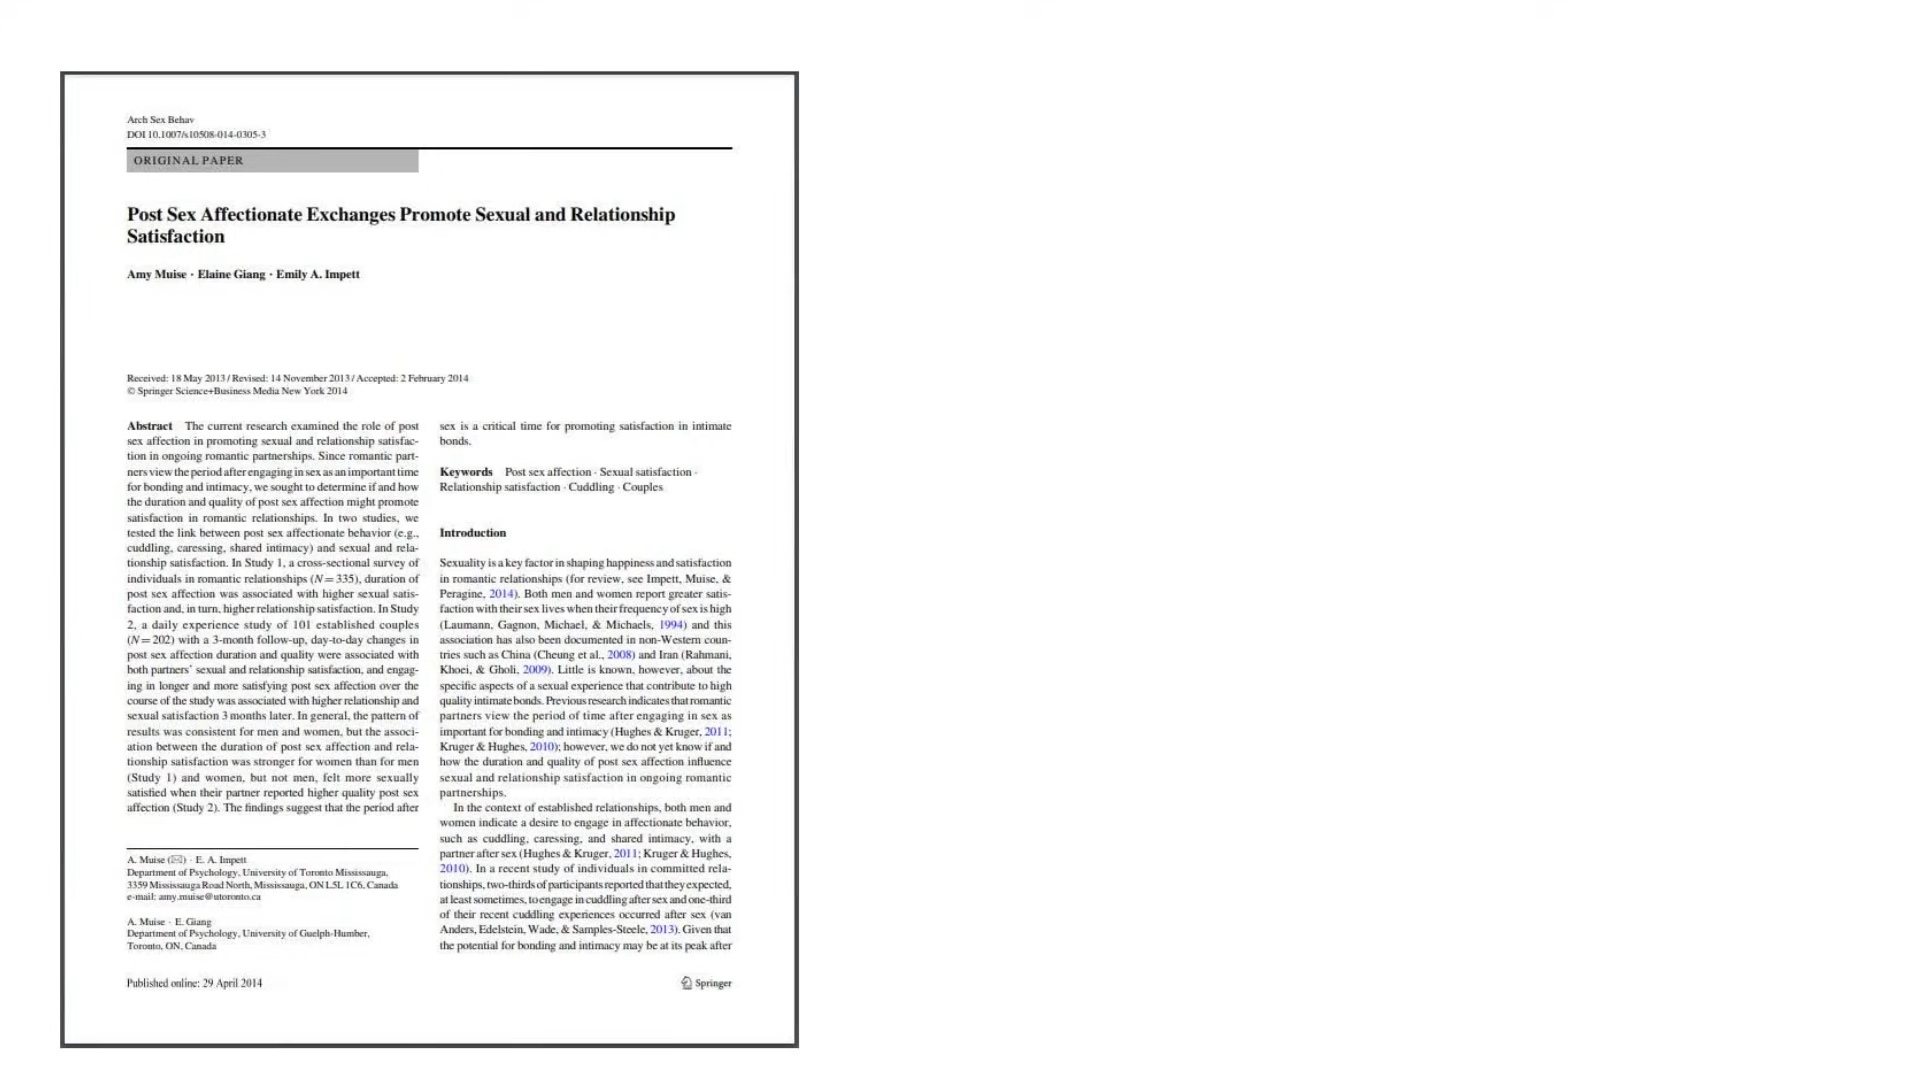 Arch Sex Behav
DOI 10.1007/s10508-014-0305-3
ORIGINAL PAPER
Post Sex Affectionate Exchanges Promote Sexual and Relationship
Satisfaction
Amy Muise · Elaine Giang · Emily A. Impett
Received: 18 May 2013 / Revised: 14 November 2013 / Accepted: 2 February 2014
© Springer Science+Business Media New York 2014
Abstract The current research examined the role of post
sex affection in promoting sexual and relationship satisfac-
tion in ongoing romantic partnerships. Since romantic part-
ners view the period after engaging in sex as an important time
for bonding and intimacy, we sought to determine if and how
the duration and quality of post sex affection might promote
satisfaction in romantic relationships. In two studies, we
tested the link between post sex affectionate behavior (e.g.,
cuddling, caressing, shared intimacy) and sexual and rela-
tionship satisfaction. In Study 1, a cross-sectional survey of
individuals in romantic relationships (N = 335), duration of
post sex affection was associated with higher sexual satis-
faction and, in turn, higher relationship satisfaction. In Study
2, a daily experience study of 101 established couples
(N = 202) with a 3-month follow-up, day-to-day changes in
post sex affection duration and quality were associated with
both partners' sexual and relationship satisfaction, and engag-
ing in longer and more satisfying post sex affection over the
course of the study was associated with higher relationship and
sexual satisfaction 3 months later. In general, the pattern of
results was consistent for men and women, but the associ-
ation between the duration of post sex affection and rela-
tionship satisfaction was stronger for women than for men
(Study 1) and women, but not men, felt more sexually
satisfied when their partner reported higher quality post sex
affection (Study 2). The findings suggest that the period after
A. Muise (✉) · E. A. Impett
Department of Psychology, University of Toronto Mississauga,
3359 Mississauga Road North, Mississauga, ON L5L 1C6, Canada
e-mail: amy.muise@utoronto.ca
A. Muise · E. Giang
Department of Psychology, University of Guelph-Humber,
Toronto, ON, Canada
sex is a critical time for promoting satisfaction in intimate
bonds.
Keywords Post sex affection · Sexual satisfaction ·
Relationship satisfaction · Cuddling · Couples
Introduction
Sexuality is a key factor in shaping happiness and satisfaction
in romantic relationships (for review, see Impett, Muise, &
Peragine, 2014). Both men and women report greater satis-
faction with their sex lives when their frequency of sex is high
(Laumann, Gagnon, Michael, & Michaels, 1994) and this
association has also been documented in non-Western coun-
tries such as China (Cheung et al., 2008) and Iran (Rahmani,
Khoei, & Gholi, 2009). Little is known, however, about the
specific aspects of a sexual experience that contribute to high
quality intimate bonds. Previous research indicates that romantic
partners view the period of time after engaging in sex as
important for bonding and intimacy (Hughes & Kruger, 2011;
Kruger & Hughes, 2010); however, we do not yet know if and
how the duration and quality of post sex affection influence
sexual and relationship satisfaction in ongoing romantic
partnerships.
In the context of established relationships, both men and
women indicate a desire to engage in affectionate behavior,
such as cuddling, caressing, and shared intimacy, with a
partner after sex (Hughes & Kruger, 2011; Kruger & Hughes,
2010). In a recent study of individuals in committed rela-
tionships, two-thirds of participants reported that they expected,
at least sometimes, to engage in cuddling after sex and one-third
of their recent cuddling experiences occurred after sex (van
Anders, Edelstein, Wade, & Samples-Steele, 2013). Given that
the potential for bonding and intimacy may be at its peak after
Published online: 29 April 2014
Springer